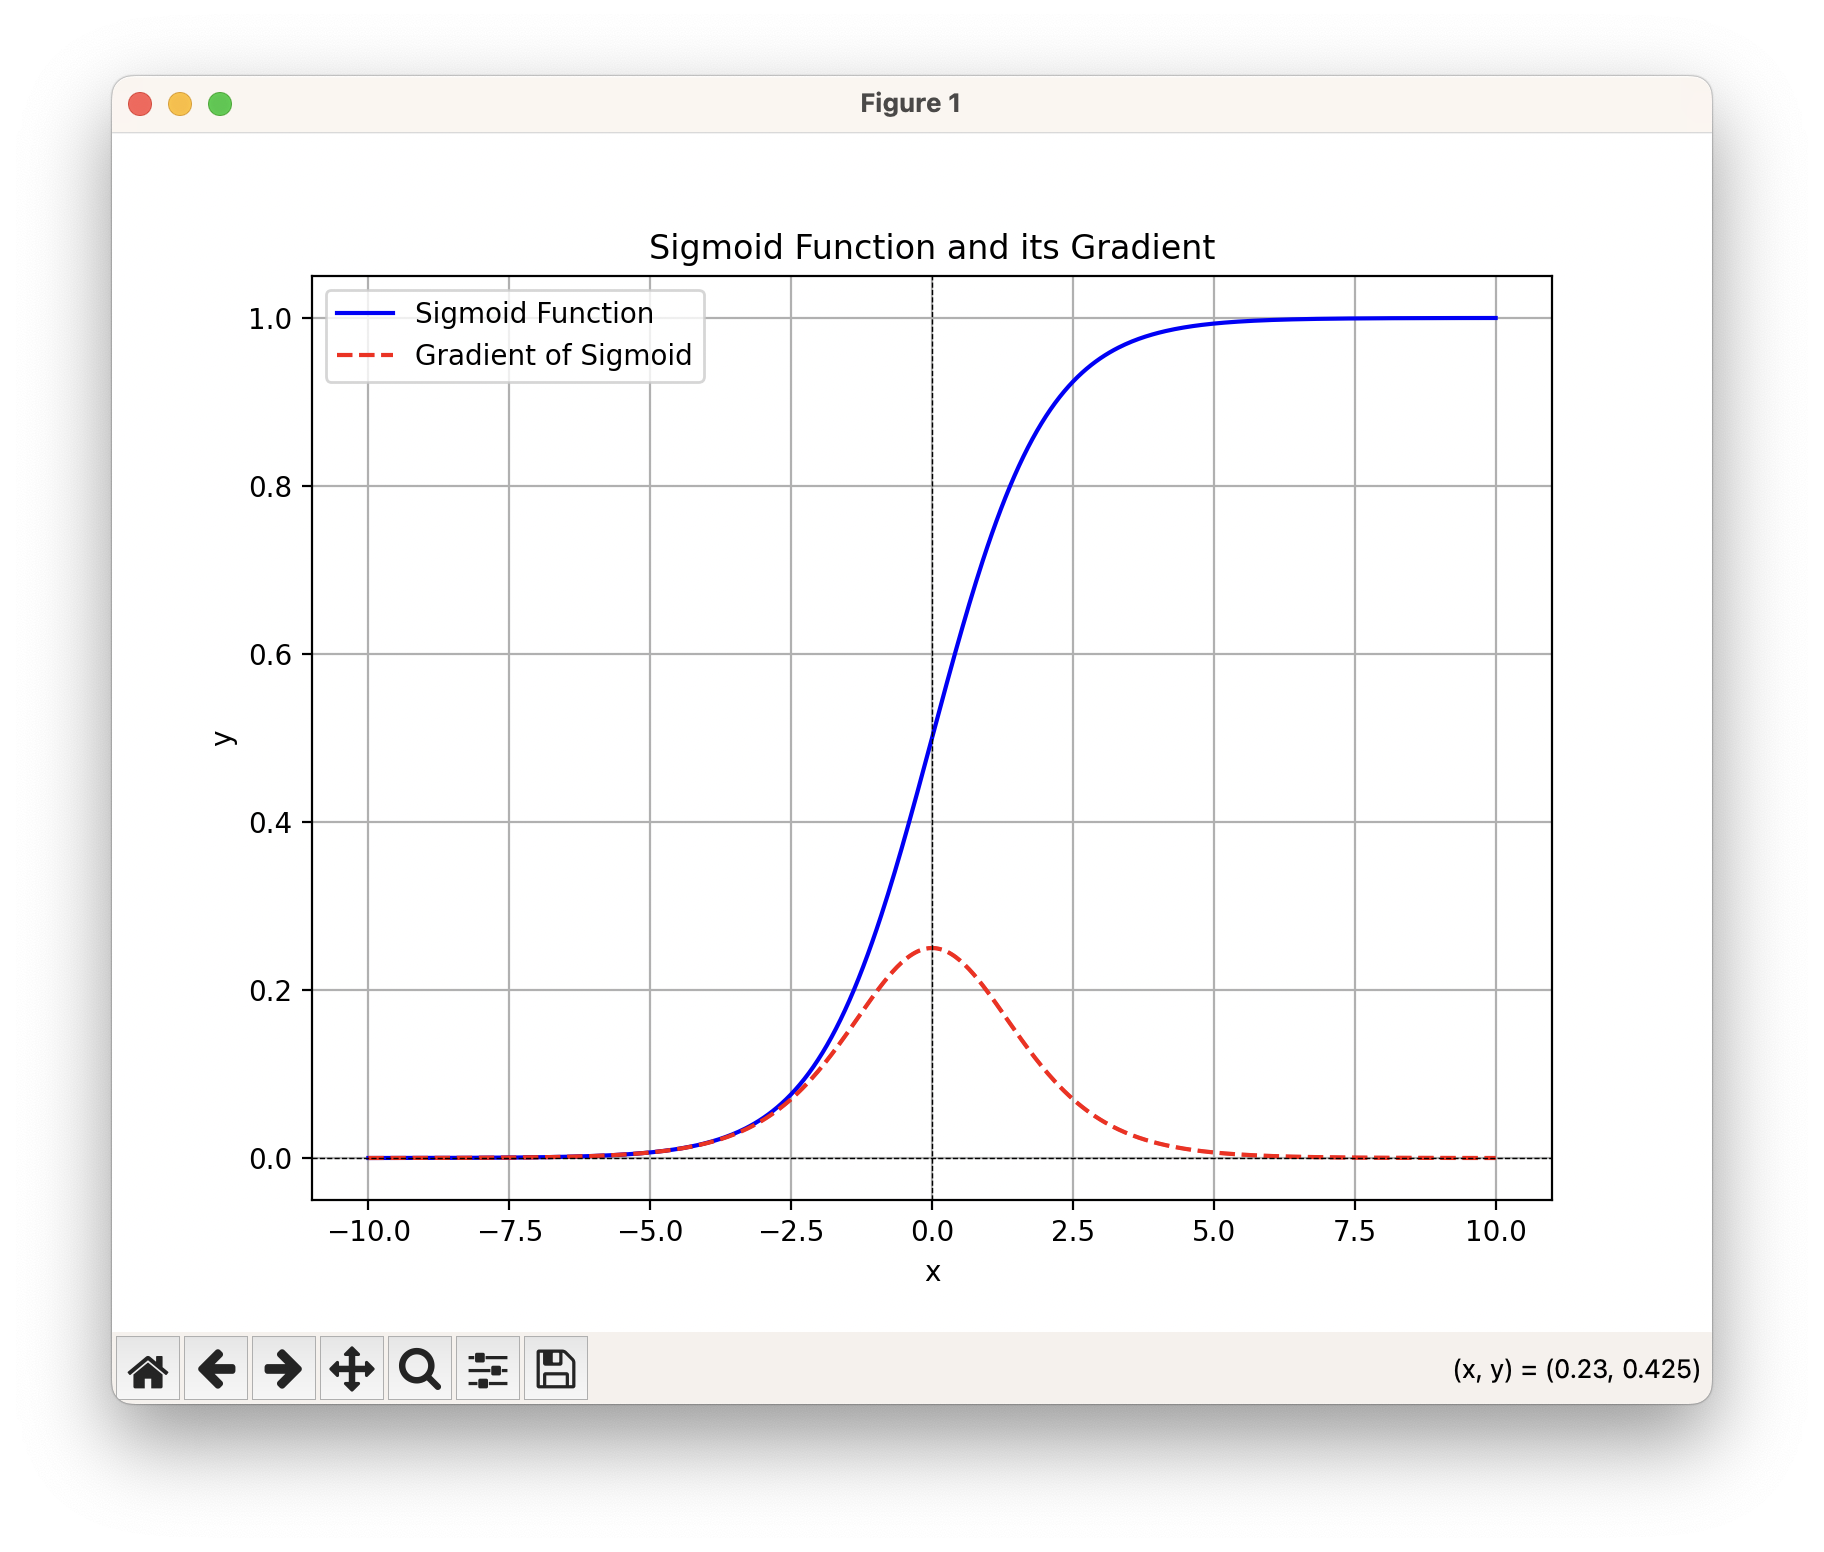 Figure 1
Sigmoid Function and its Gradient
Sigmoid Function
Gradient of Sigmoid
1.0
0.8
0.6
0.4
0.2
0.0
y
−10.0 −7.5 −5.0 −2.5 0.0 2.5 5.0 7.5 10.0
x
(x, y) = (0.23, 0.425)